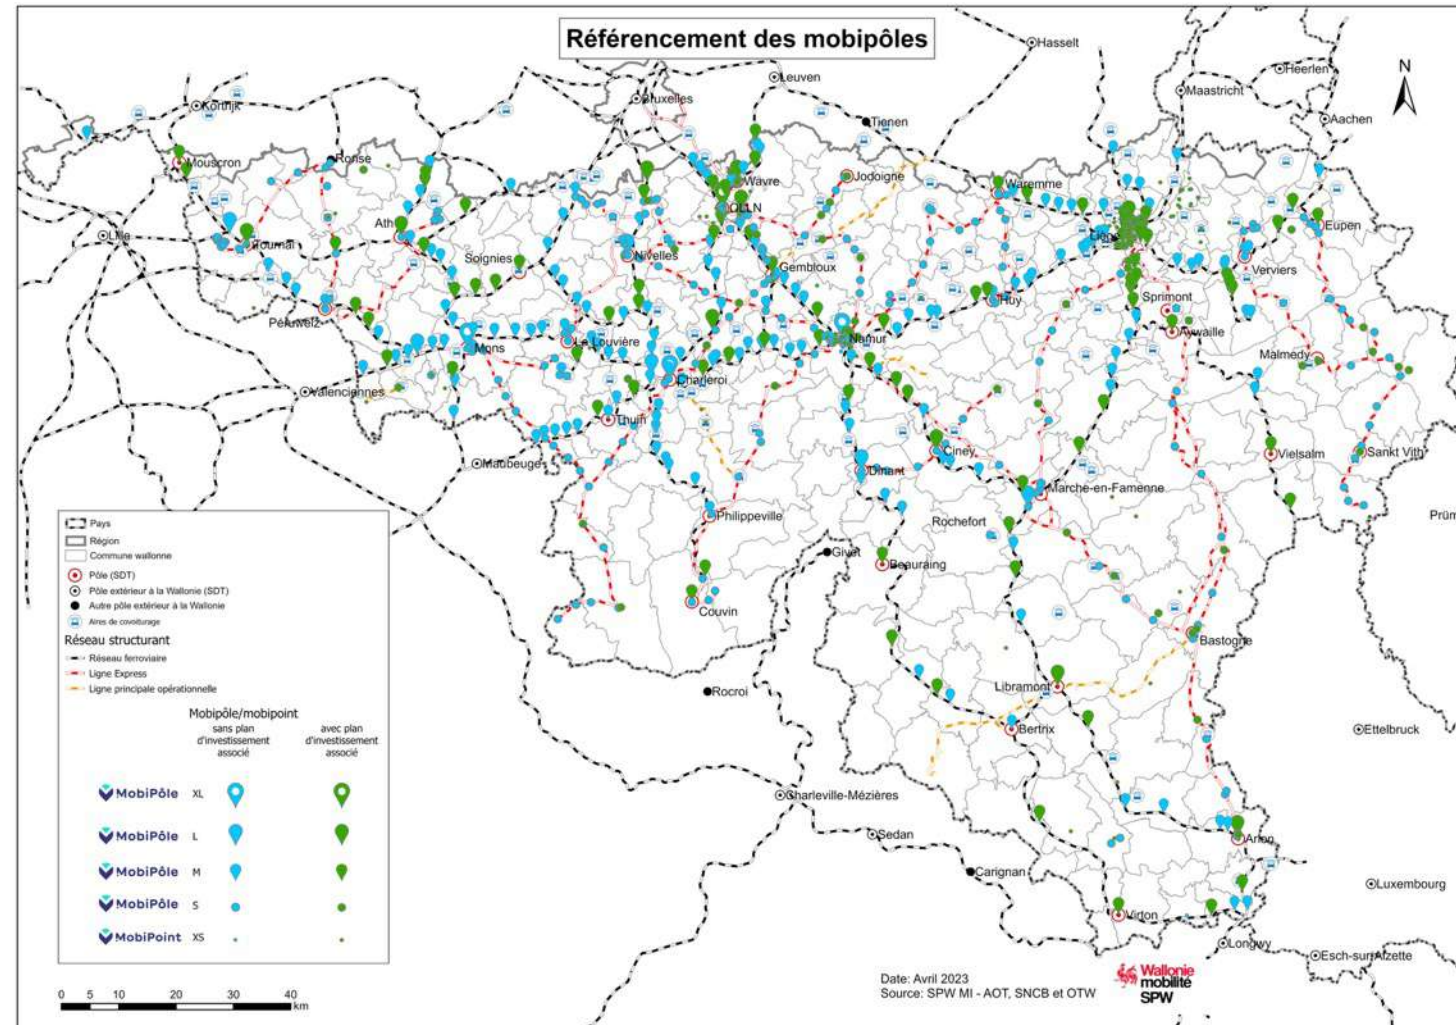 Référencement des mobipôles
Hasselt
N
Leuven
Heerlen
Maastricht
Kortrijk
Bruxelles
Tienen
Aachen
Mouscron
Ronse
Wavre
Jodoigne
Waremme
OLLN
Lille
Ath
Tournai
Liège
Eupen
Soignies
Nivelles
Gembloux
Verviers
Huy
Sprimont
Péruwelz
Aywaille
Mons
La Louvière
Namur
Malmedy
Charleroi
Valenciennes
Thuin
Ciney
Vielsalm
Sankt Vith
Maubeuge
Dinant
Marche-en-Famenne
Philippeville
Rochefort
Prüm
Givet
Beauraing
Couvin
Bastogne
Libramont
Rocroi
Bertrix
Ettelbruck
Charleville-Mézières
Sedan
Arlon
Carignan
Luxembourg
Virton
Longwy
Esch-sur-Alzette
Pays
Région
Commune wallonne
Pôle (SDT)
Pôle extérieur à la Wallonie (SDT)
Autre pôle extérieur à la Wallonie
Aires de covoiturage
Réseau structurant
Réseau ferroviaire
Ligne Express
Ligne principale opérationnelle
Mobipôle/mobipoint
sans plan d'investissement associé
avec plan d'investissement associé
MobiPôle XL
MobiPôle L
MobiPôle M
MobiPôle S
MobiPoint XS
0 5 10 20 30 40
km
Date: Avril 2023
Source: SPW MI - AOT, SNCB et OTW
Wallonie
mobilité
SPW